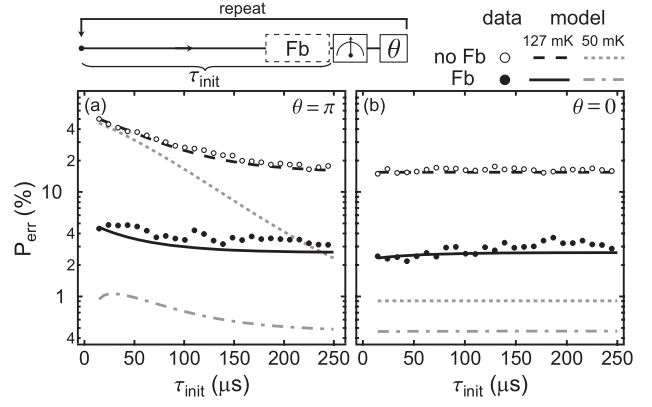 repeat
Fb
θ
τinit
data model
127 mK 50 mK
no Fb
Fb
(a) θ = π
(b) θ = 0
Perr (%)
4
2
10
4
2
1
4
0 50 100 150 200 250
0 50 100 150 200 250
τinit (μs)
τinit (μs)